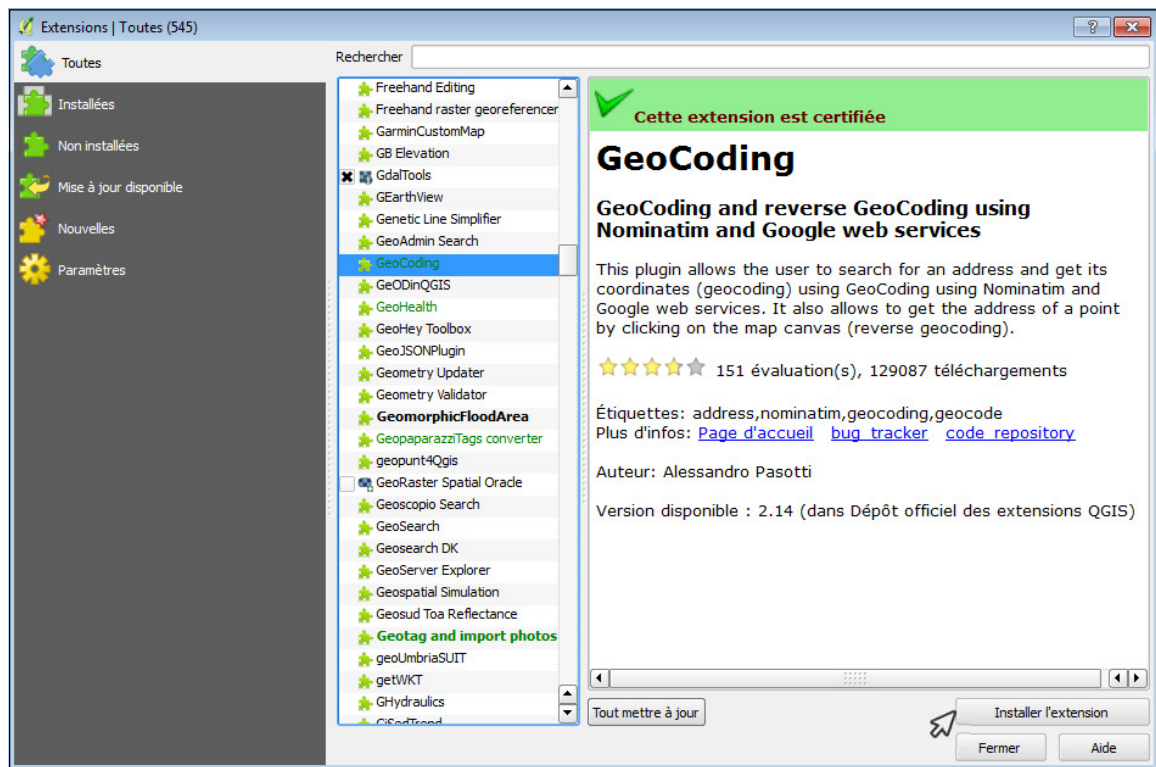 Extensions | Toutes (545)
Toutes
Installées
Non installées
Mise à jour disponible
Nouvelles
Paramètres
Rechercher
Freehand Editing
Freehand raster georeferencer
GarminCustomMap
GB Elevation
GdalTools
GEarthView
Genetic Line Simplifier
GeoAdmin Search
GeoCoding
GeODinQGIS
GeoHealth
GeoHey Toolbox
GeoJSONPlugin
Geometry Updater
Geometry Validator
GeomorphicFloodArea
GeopaparazziTags converter
geopunt4Qgis
GeoRaster Spatial Oracle
Geoscopio Search
GeoSearch
Geosearch DK
GeoServer Explorer
Geospatial Simulation
Geosud Toa Reflectance
Geotag and import photos
geoUmbriaSUIT
getWKT
GHydraulics
GiSedTrend
Cette extension est certifiée
GeoCoding
GeoCoding and reverse GeoCoding using
Nominatim and Google web services
This plugin allows the user to search for an address and get its
coordinates (geocoding) using GeoCoding using Nominatim and
Google web services. It also allows to get the address of a point
by clicking on the map canvas (reverse geocoding).
151 évaluation(s), 129087 téléchargements
Étiquettes: address,nominatim,geocoding,geocode
Plus d'infos: Page d'accueil bug tracker code repository
Auteur: Alessandro Pasotti
Version disponible : 2.14 (dans Dépôt officiel des extensions QGIS)
Tout mettre à jour
Installer l'extension
Fermer
Aide